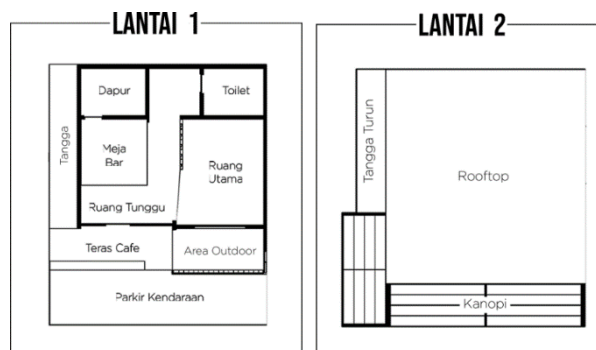 LANTAI 1
Dapur
Toilet
Tangga
Meja
Bar
Ruang
Utama
Ruang Tunggu
Teras Cafe
Area Outdoor
Parkir Kendaraan
LANTAI 2
Tangga Turun
Rooftop
Kanopi